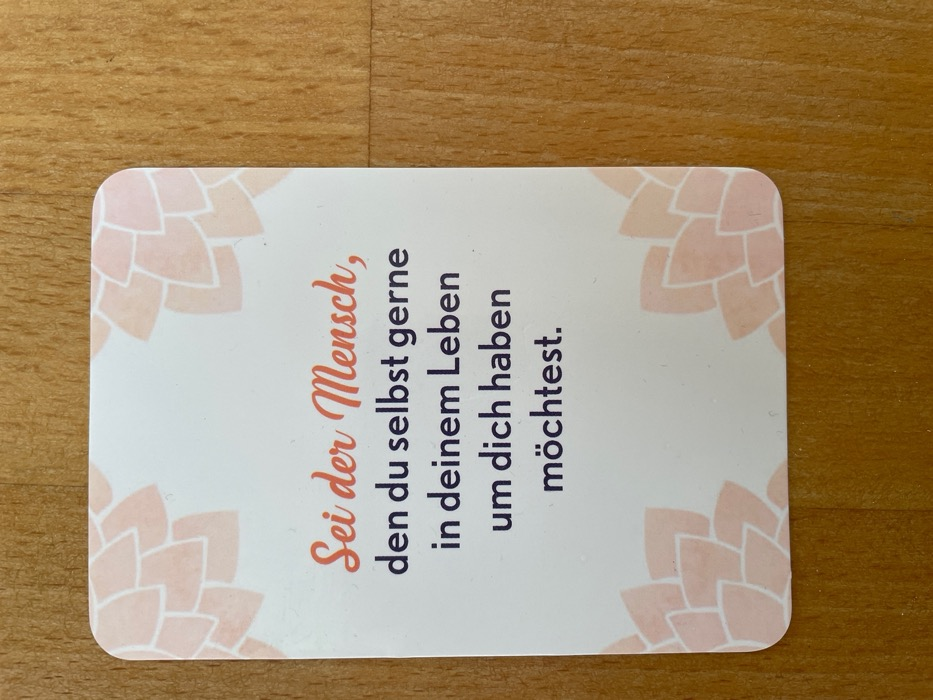 Sei der Mensch,
den du selbst gerne
in deinem Leben
um dich haben
möchtest.